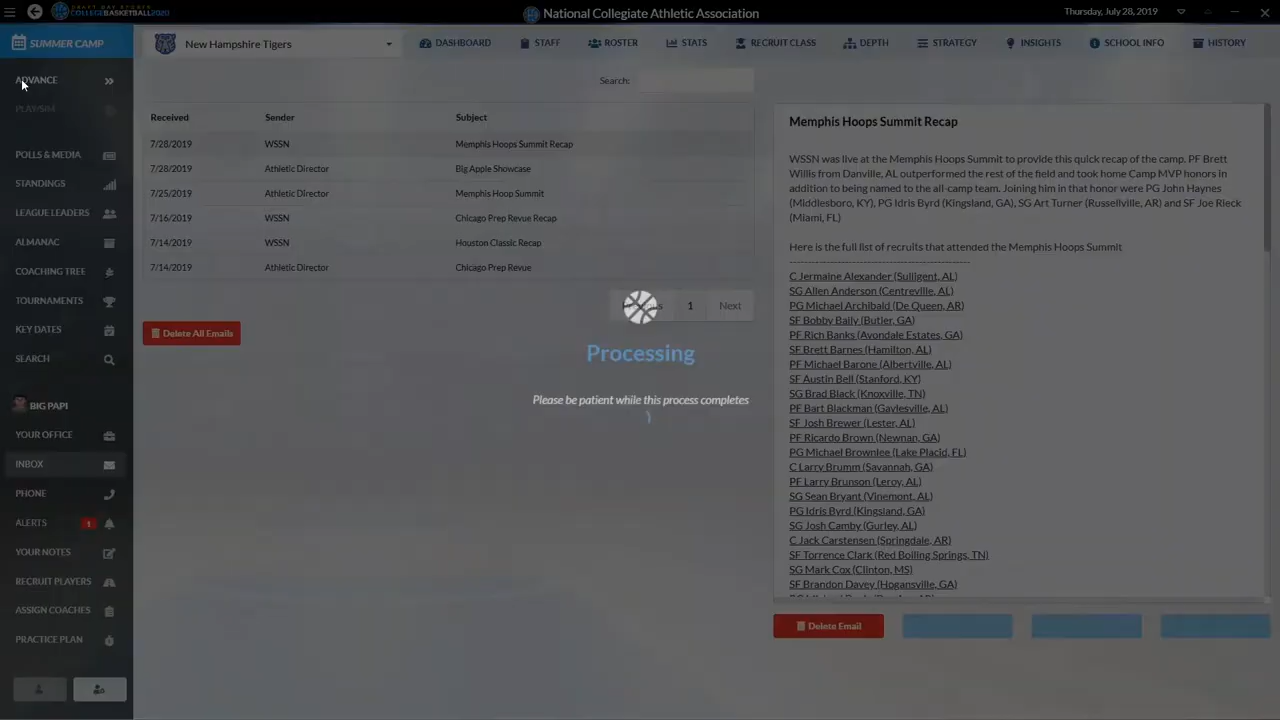 DRAFT DAY SPORTS
COLLEGE BASKETBALL 2020
National Collegiate Athletic Association
Thursday, July 28, 2019
SUMMER CAMP
New Hampshire Tigers
DASHBOARD
STAFF
ROSTER
STATS
RECRUIT CLASS
DEPTH
STRATEGY
INSIGHTS
SCHOOL INFO
HISTORY
ADVANCE
PLAY/SIM
POLLS & MEDIA
STANDINGS
LEAGUE LEADERS
ALMANAC
COACHING TREE
TOURNAMENTS
KEY DATES
SEARCH
BIG PAPI
YOUR OFFICE
INBOX
PHONE
ALERTS 1
YOUR NOTES
RECRUIT PLAYERS
ASSIGN COACHES
PRACTICE PLAN
Search:
Received Sender Subject
7/28/2019 WSSN Memphis Hoops Summit Recap
7/28/2019 Athletic Director Big Apple Showcase
7/25/2019 Athletic Director Memphis Hoop Summit
7/16/2019 WSSN Chicago Prep Revue Recap
7/14/2019 WSSN Houston Classic Recap
7/14/2019 Athletic Director Chicago Prep Revue
1 Next
Delete All Emails
Processing
Please be patient while this process completes
Memphis Hoops Summit Recap
WSSN was live at the Memphis Hoops Summit to provide this quick recap of the camp. PF Brett
Willis from Danville, AL outperformed the rest of the field and took home Camp MVP honors in
addition to being named to the all-camp team. Joining him in that honor were PG John Haynes
(Middlesboro, KY), PG Idris Byrd (Kingsland, GA), SG Art Turner (Russellville, AR) and SF Joe Rieck
(Miami, FL)
Here is the full list of recruits that attended the Memphis Hoops Summit
--------------------------------------------
C Jermaine Alexander (Sulligent, AL)
SG Allen Anderson (Centreville, AL)
PG Michael Archibald (De Queen, AR)
SF Bobby Baily (Butler, GA)
PF Rich Banks (Avondale Estates, GA)
SF Brett Barnes (Hamilton, AL)
PF Michael Barone (Albertville, AL)
SF Austin Bell (Stanford, KY)
SG Brad Black (Knoxville, TN)
PF Bart Blackman (Gaylesville, AL)
SF Josh Brewer (Lester, AL)
PF Ricardo Brown (Newnan, GA)
PG Michael Brownlee (Lake Placid, FL)
C Larry Brumm (Savannah, GA)
PF Larry Brunson (Leroy, AL)
SG Sean Bryant (Vinemont, AL)
PG Idris Byrd (Kingsland, GA)
SG Josh Camby (Gurley, AL)
C Jack Carstensen (Springdale, AR)
SF Torrence Clark (Red Boiling Springs, TN)
SG Mark Cox (Clinton, MS)
SF Brandon Davey (Hogansville, GA)
Delete Email